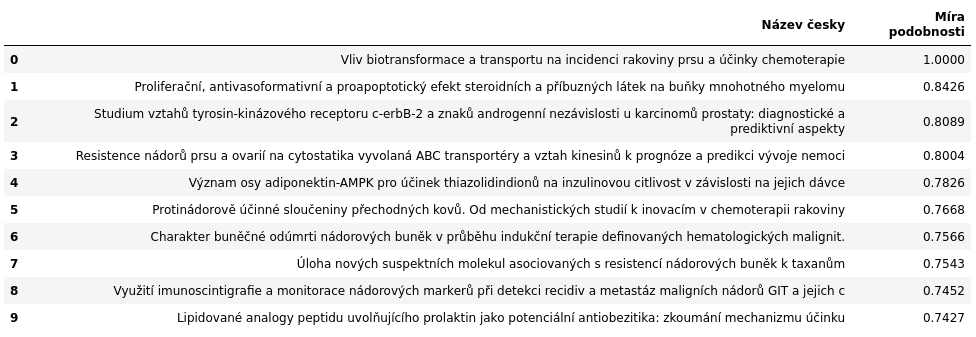 Název česky Míra
podobnosti
0 Vliv biotransformace a transportu na incidenci rakoviny prsu a účinky chemoterapie 1.0000
1 Proliferační, antivasoformativní a proapoptotický efekt steroidních a příbuzných látek na buňky mnohotného myelomu 0.8426
2 Studium vztahů tyrosin-kinázového receptoru c-erbB-2 a znaků androgenní nezávislosti u karcinomů prostaty: diagnostické a
prediktivní aspekty 0.8089
3 Resistence nádorů prsu a ovarií na cytostatika vyvolaná ABC transportéry a vztah kinesinů k prognóze a predikci vývoje nemoci 0.8004
4 Význam osy adiponektin-AMPK pro účinek thiazolidindionů na inzulinovou citlivost v závislosti na jejich dávce 0.7826
5 Protinádorově účinné sloučeniny přechodných kovů. Od mechanistických studií k inovacím v chemoterapii rakoviny 0.7668
6 Charakter buněčné odúmrti nádorových buněk v průběhu indukční terapie definovaných hematologických malignit. 0.7566
7 Úloha nových suspektních molekul asociovaných s resistencí nádorových buněk k taxanům 0.7543
8 Využití imunoscintigrafie a monitorace nádorových markerů při detekci recidiv a metastáz maligních nádorů GIT a jejich c 0.7452
9 Lipidované analogy peptidu uvolňujícího prolaktin jako potenciální antiobezitika: zkoumání mechanizmu účinku 0.7427